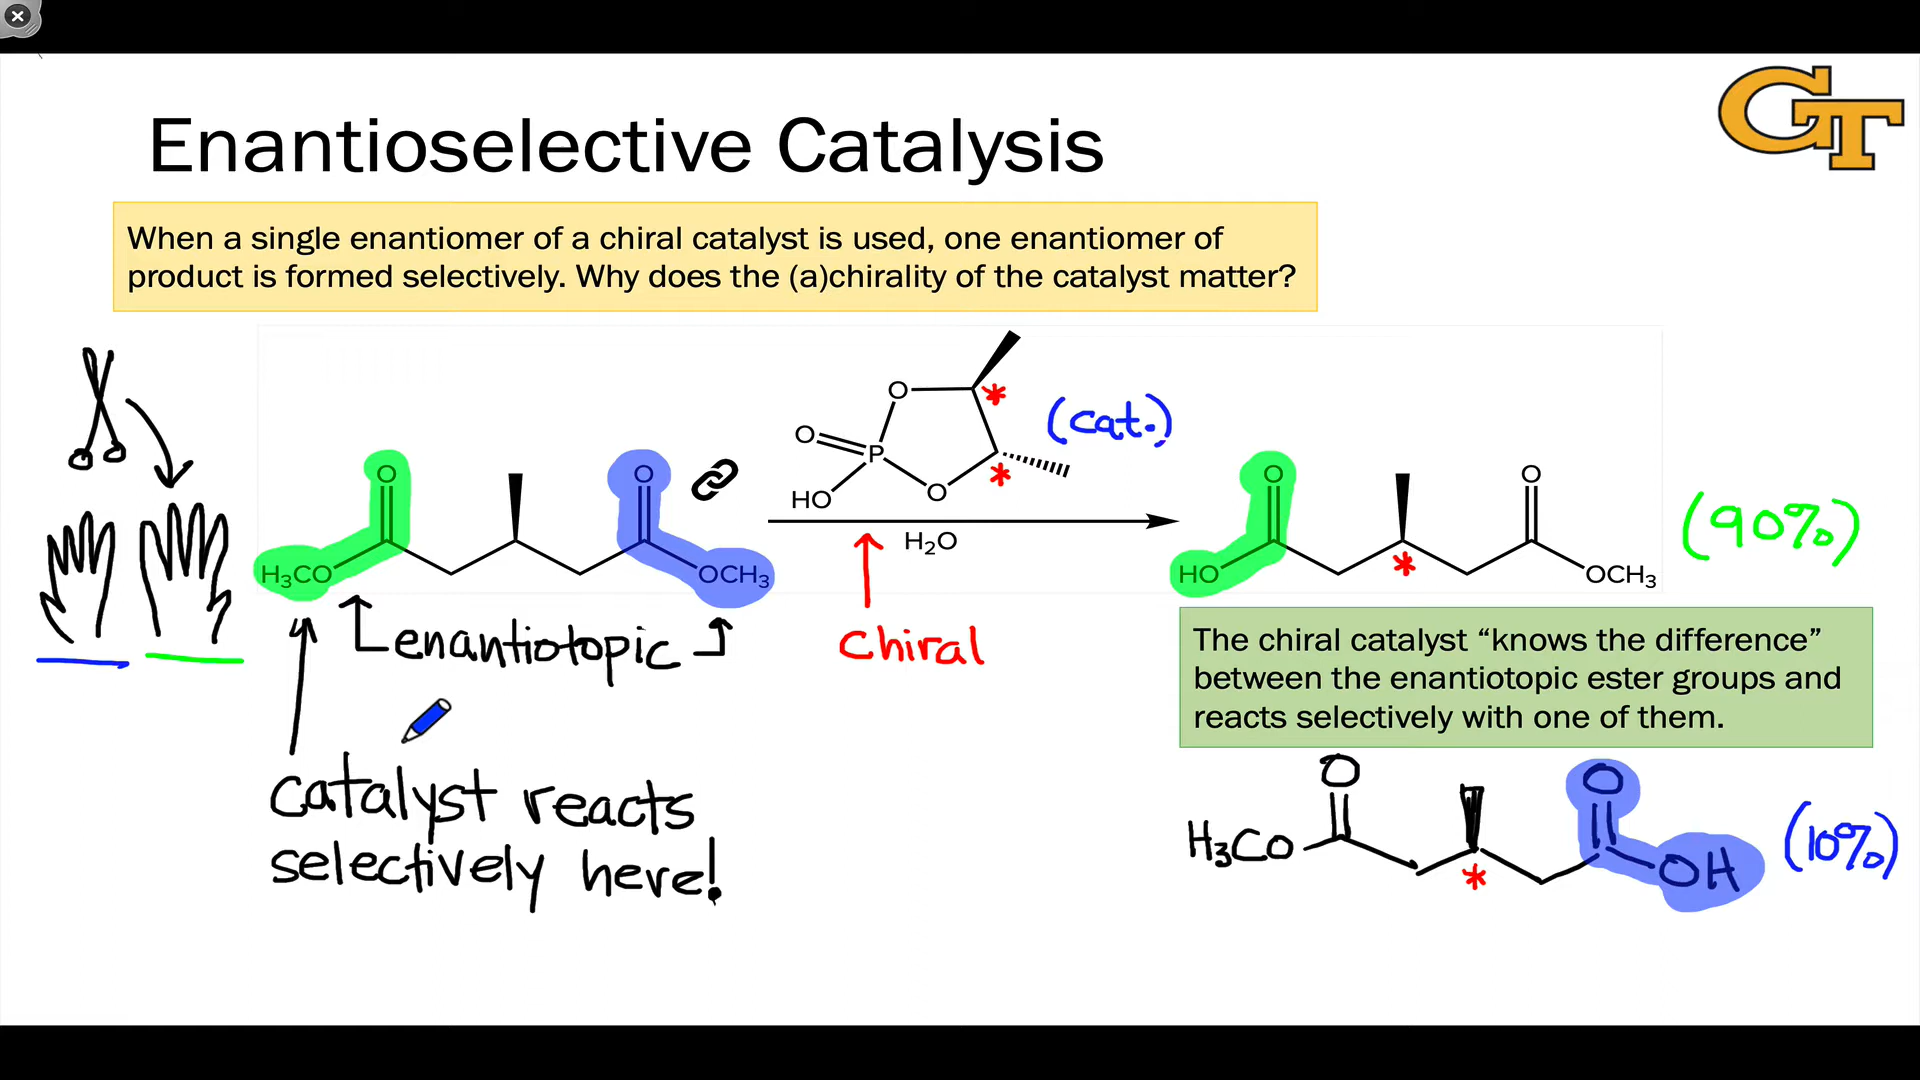 GT
Enantioselective Catalysis
When a single enantiomer of a chiral catalyst is used, one enantiomer of
product is formed selectively. Why does the (a)chirality of the catalyst matter?
O
O
P
HO
O
*
*
(cat.)
H₂O
chiral
O
H₃CO
O
OCH₃
enantiotopic
catalyst reacts
selectively here!
O
HO
*
O
OCH₃
(90%)
The chiral catalyst “knows the difference”
between the enantiotopic ester groups and
reacts selectively with one of them.
O
H₃CO
*
O
OH
(10%)